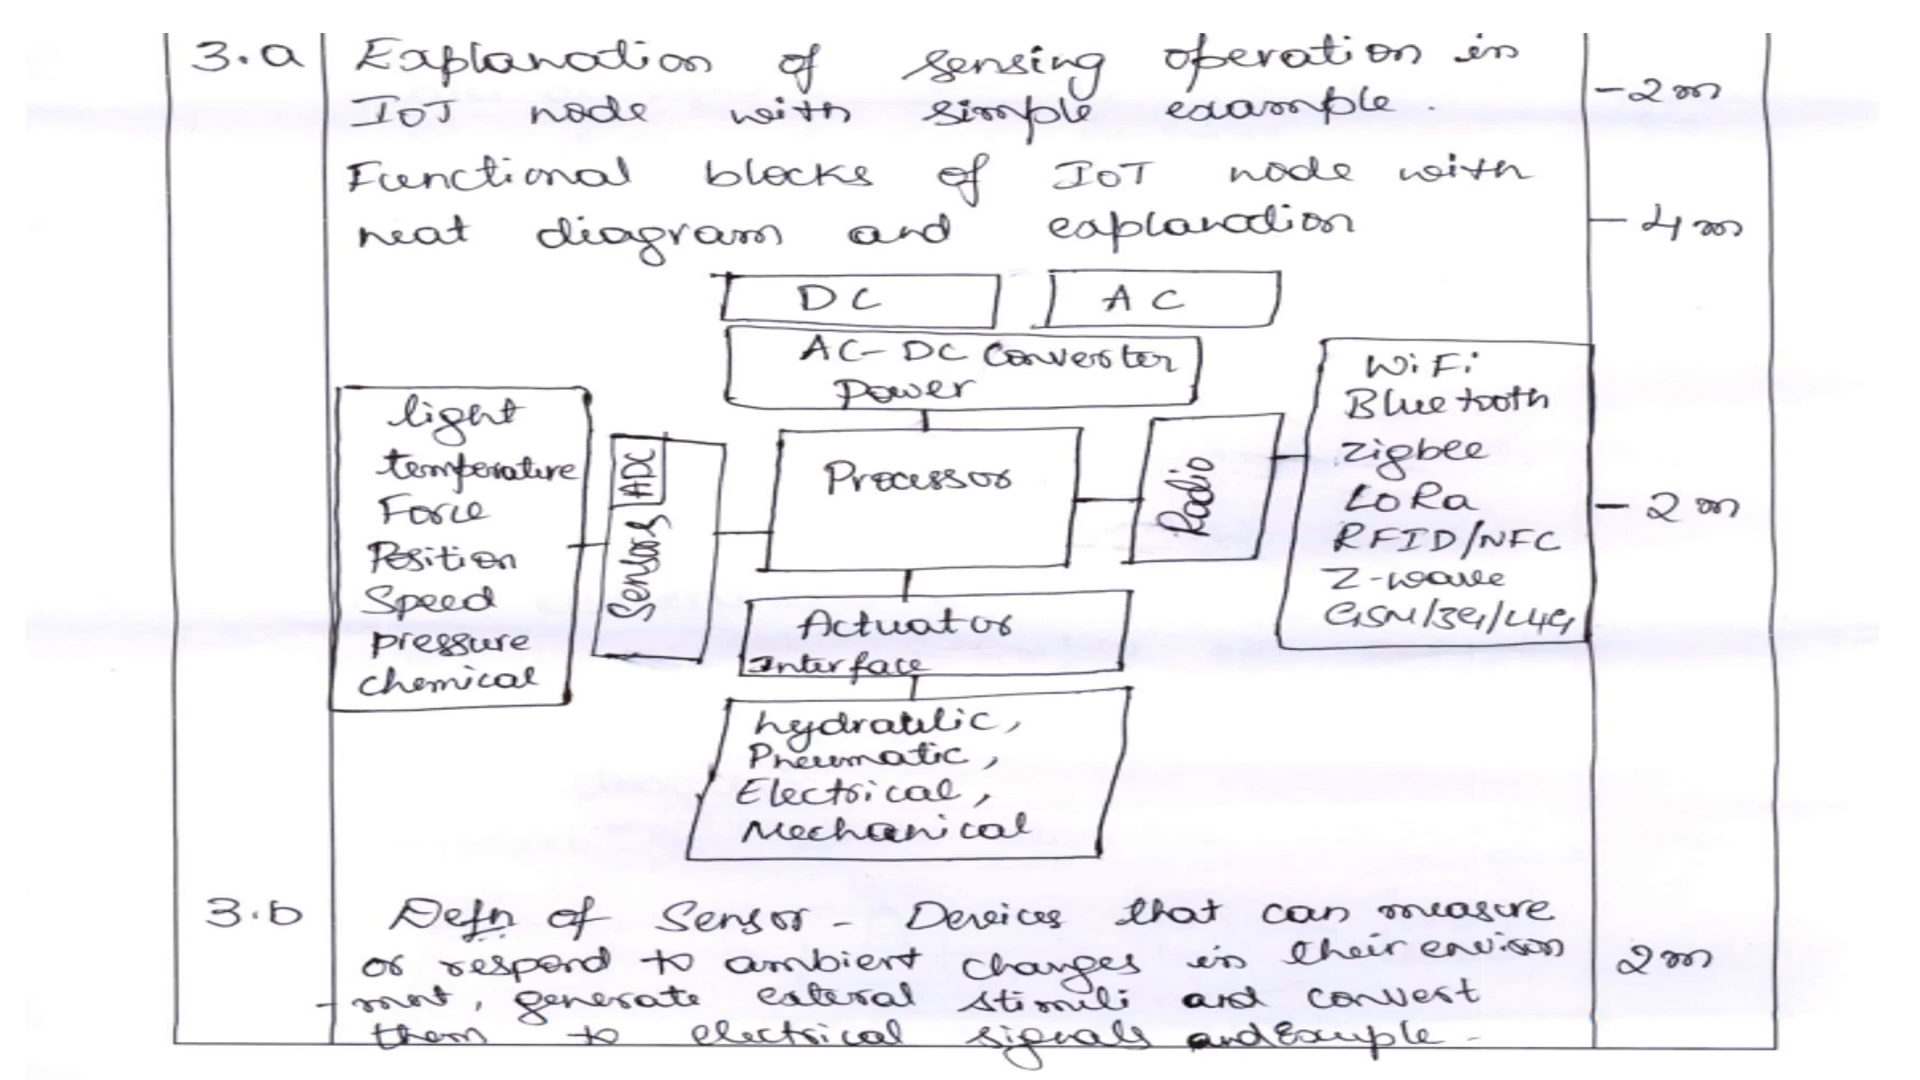 3.a Explanation of sensing operation in
IoT node with simple example. -2m
Functional blocks of IoT node with
neat diagram and explanation - 4m
DC
AC
AC-DC Converter
Power
light
temperature
Force
Position
Speed
pressure
chemical
Sensors
ADC
Processor
Radio
WiFi
Bluetooth
Zigbee
LoRa
RFID/NFC
Z-wave
GSM/3G/4G
- 2m
Actuator
Interface
hydraulic,
Pneumatic,
Electrical,
Mechanical
3.b Defn of Sensor - Devices that can measure
or respond to ambient changes in their environ 2m
-ment, generate external stimuli and convert
them to electrical signals and Example -